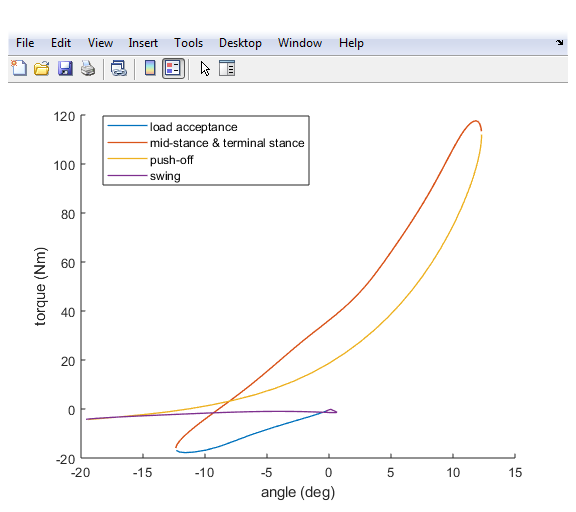 File Edit View Insert Tools Desktop Window Help
120
100
80
60
40
20
0
-20
load acceptance
mid-stance & terminal stance
push-off
swing
torque (Nm)
-20 -15 -10 -5 0 5 10 15
angle (deg)